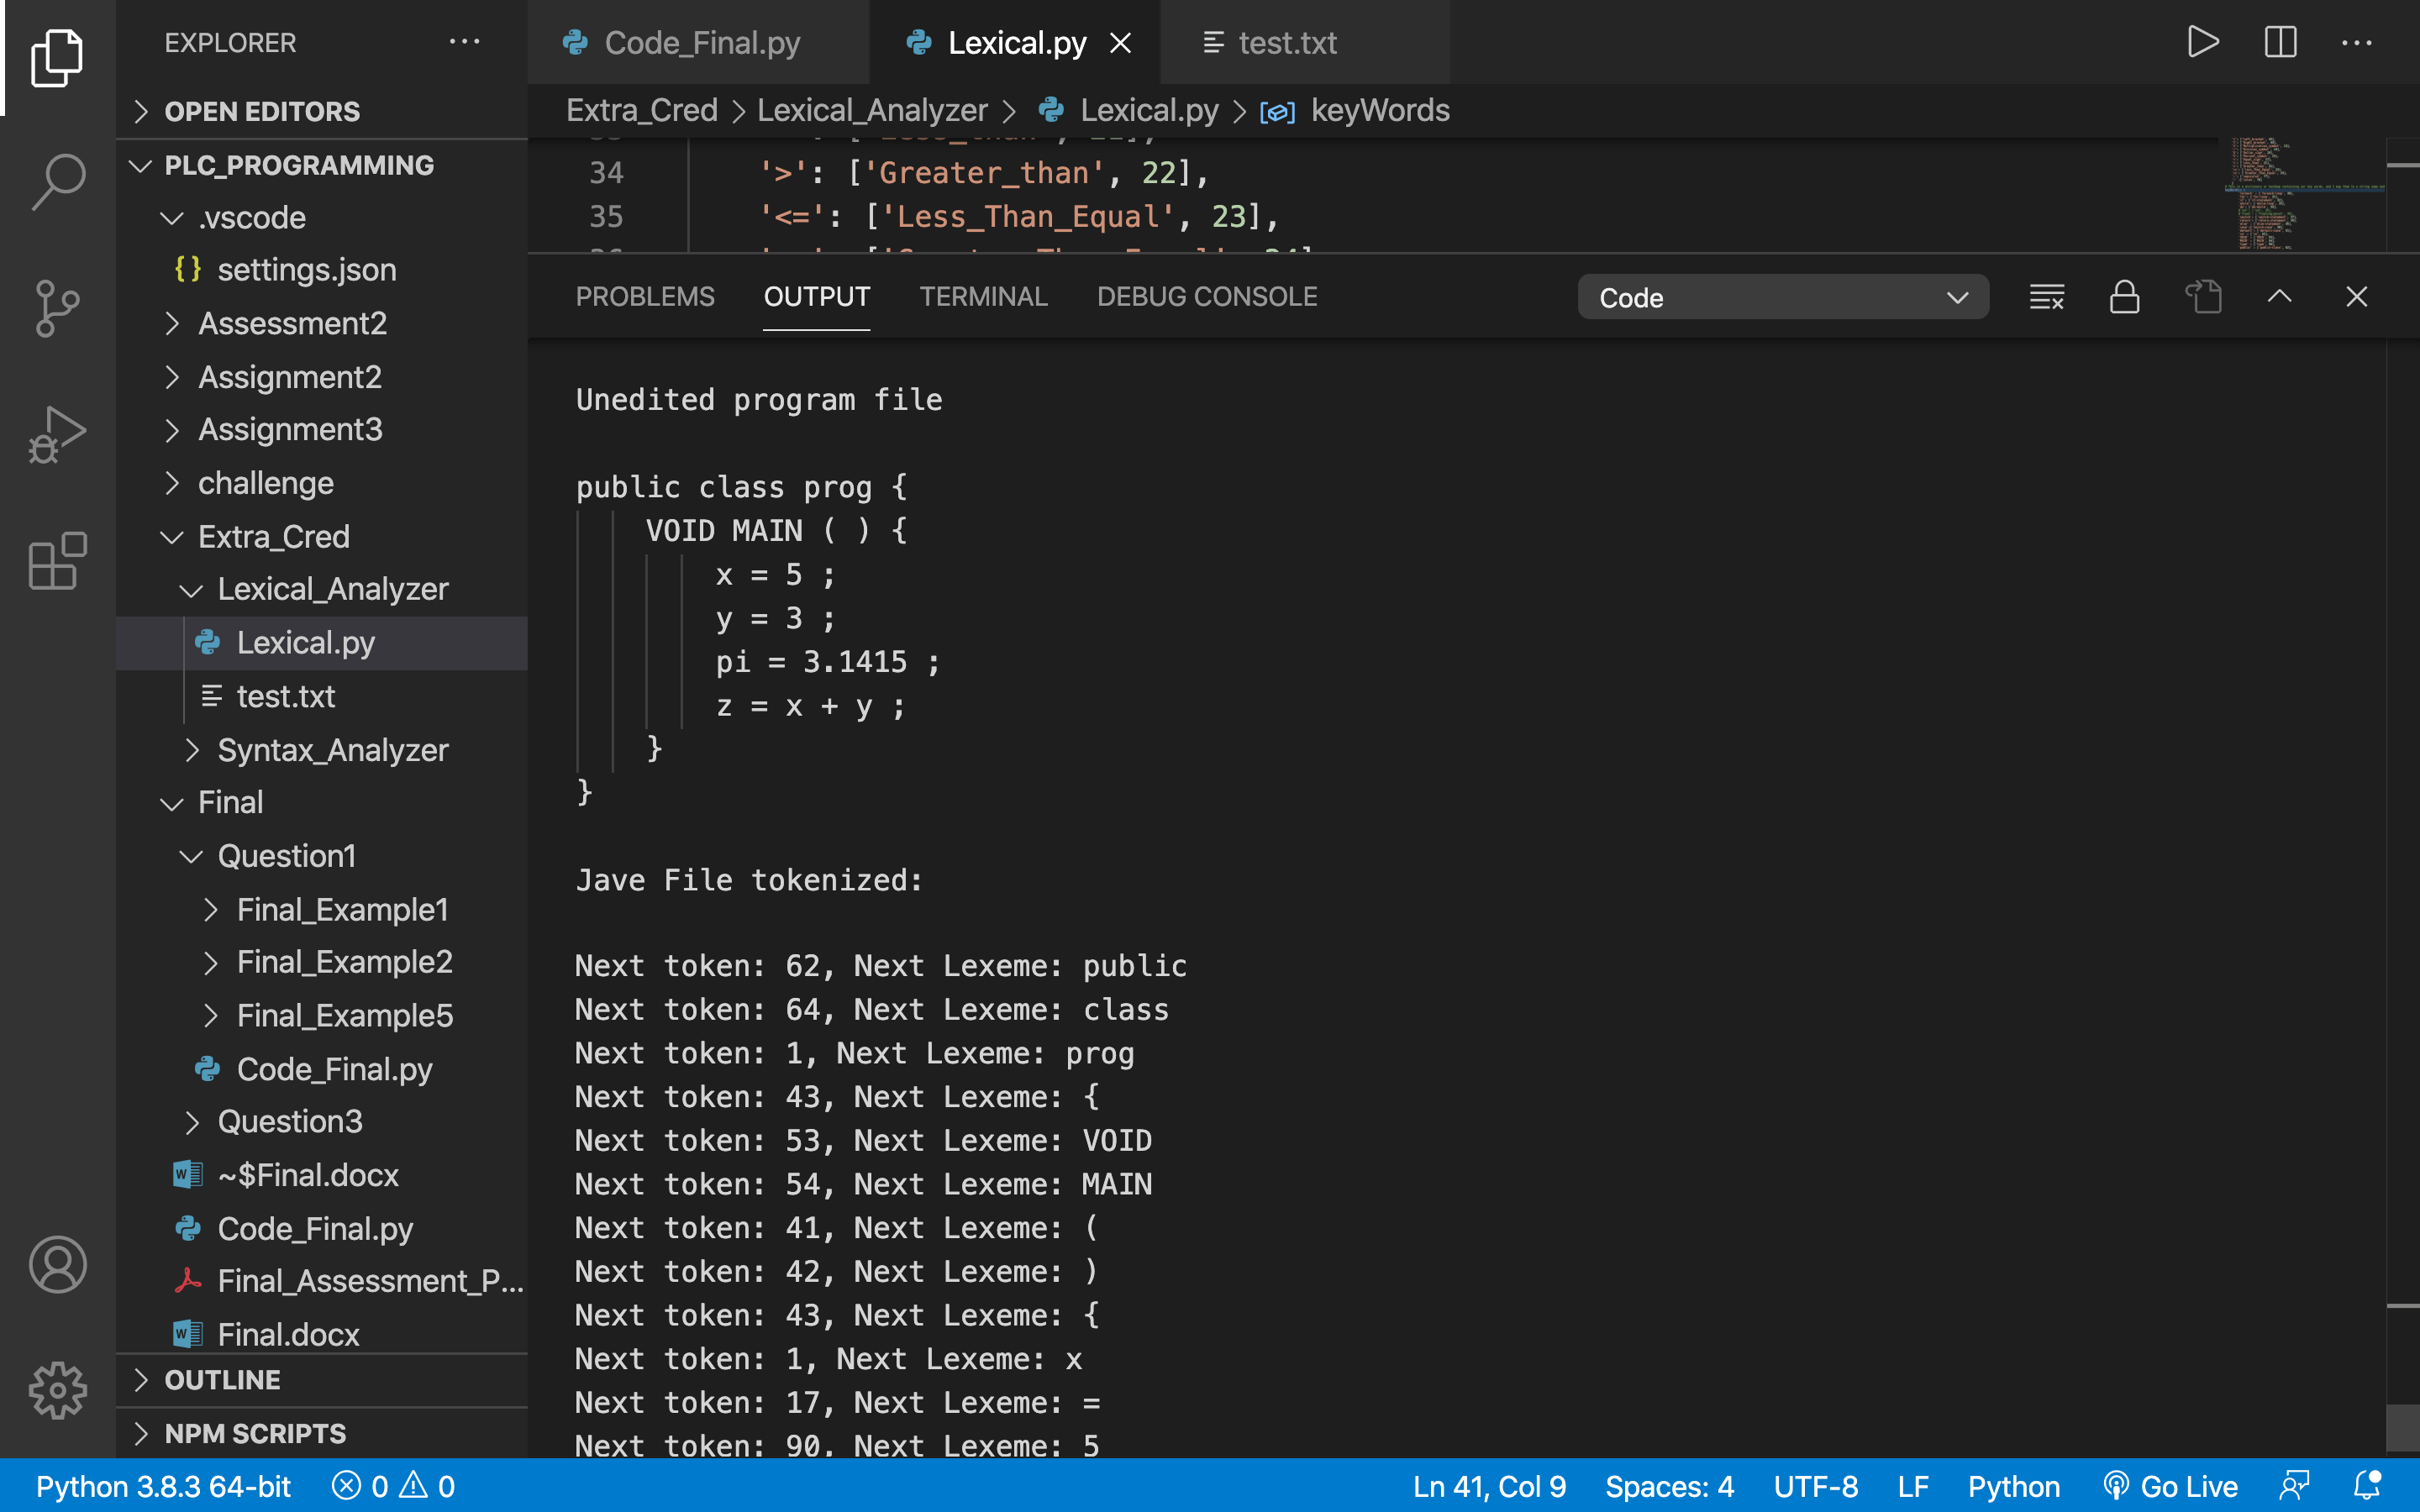 EXPLORER
OPEN EDITORS
PLC_PROGRAMMING
.vscode
{} settings.json
Assessment2
Assignment2
Assignment3
challenge
Extra_Cred
Lexical_Analyzer
Lexical.py
test.txt
Syntax_Analyzer
Final
Question1
Final_Example1
Final_Example2
Final_Example5
Code_Final.py
Question3
~$Final.docx
Code_Final.py
Final_Assessment_P...
Final.docx
OUTLINE
NPM SCRIPTS
Code_Final.py Lexical.py test.txt
Extra_Cred > Lexical_Analyzer > Lexical.py > keyWords
34 '>': ['Greater_than', 22],
35 '<=': ['Less_Than_Equal', 23],
PROBLEMS OUTPUT TERMINAL DEBUG CONSOLE Code
Unedited program file
public class prog {
VOID MAIN ( ) {
x = 5 ;
y = 3 ;
pi = 3.1415 ;
z = x + y ;
}
}
Jave File tokenized:
Next token: 62, Next Lexeme: public
Next token: 64, Next Lexeme: class
Next token: 1, Next Lexeme: prog
Next token: 43, Next Lexeme: {
Next token: 53, Next Lexeme: VOID
Next token: 54, Next Lexeme: MAIN
Next token: 41, Next Lexeme: (
Next token: 42, Next Lexeme: )
Next token: 43, Next Lexeme: {
Next token: 1, Next Lexeme: x
Next token: 17, Next Lexeme: =
Next token: 90, Next Lexeme: 5
Python 3.8.3 64-bit 0 0 Ln 41, Col 9 Spaces: 4 UTF-8 LF Python Go Live